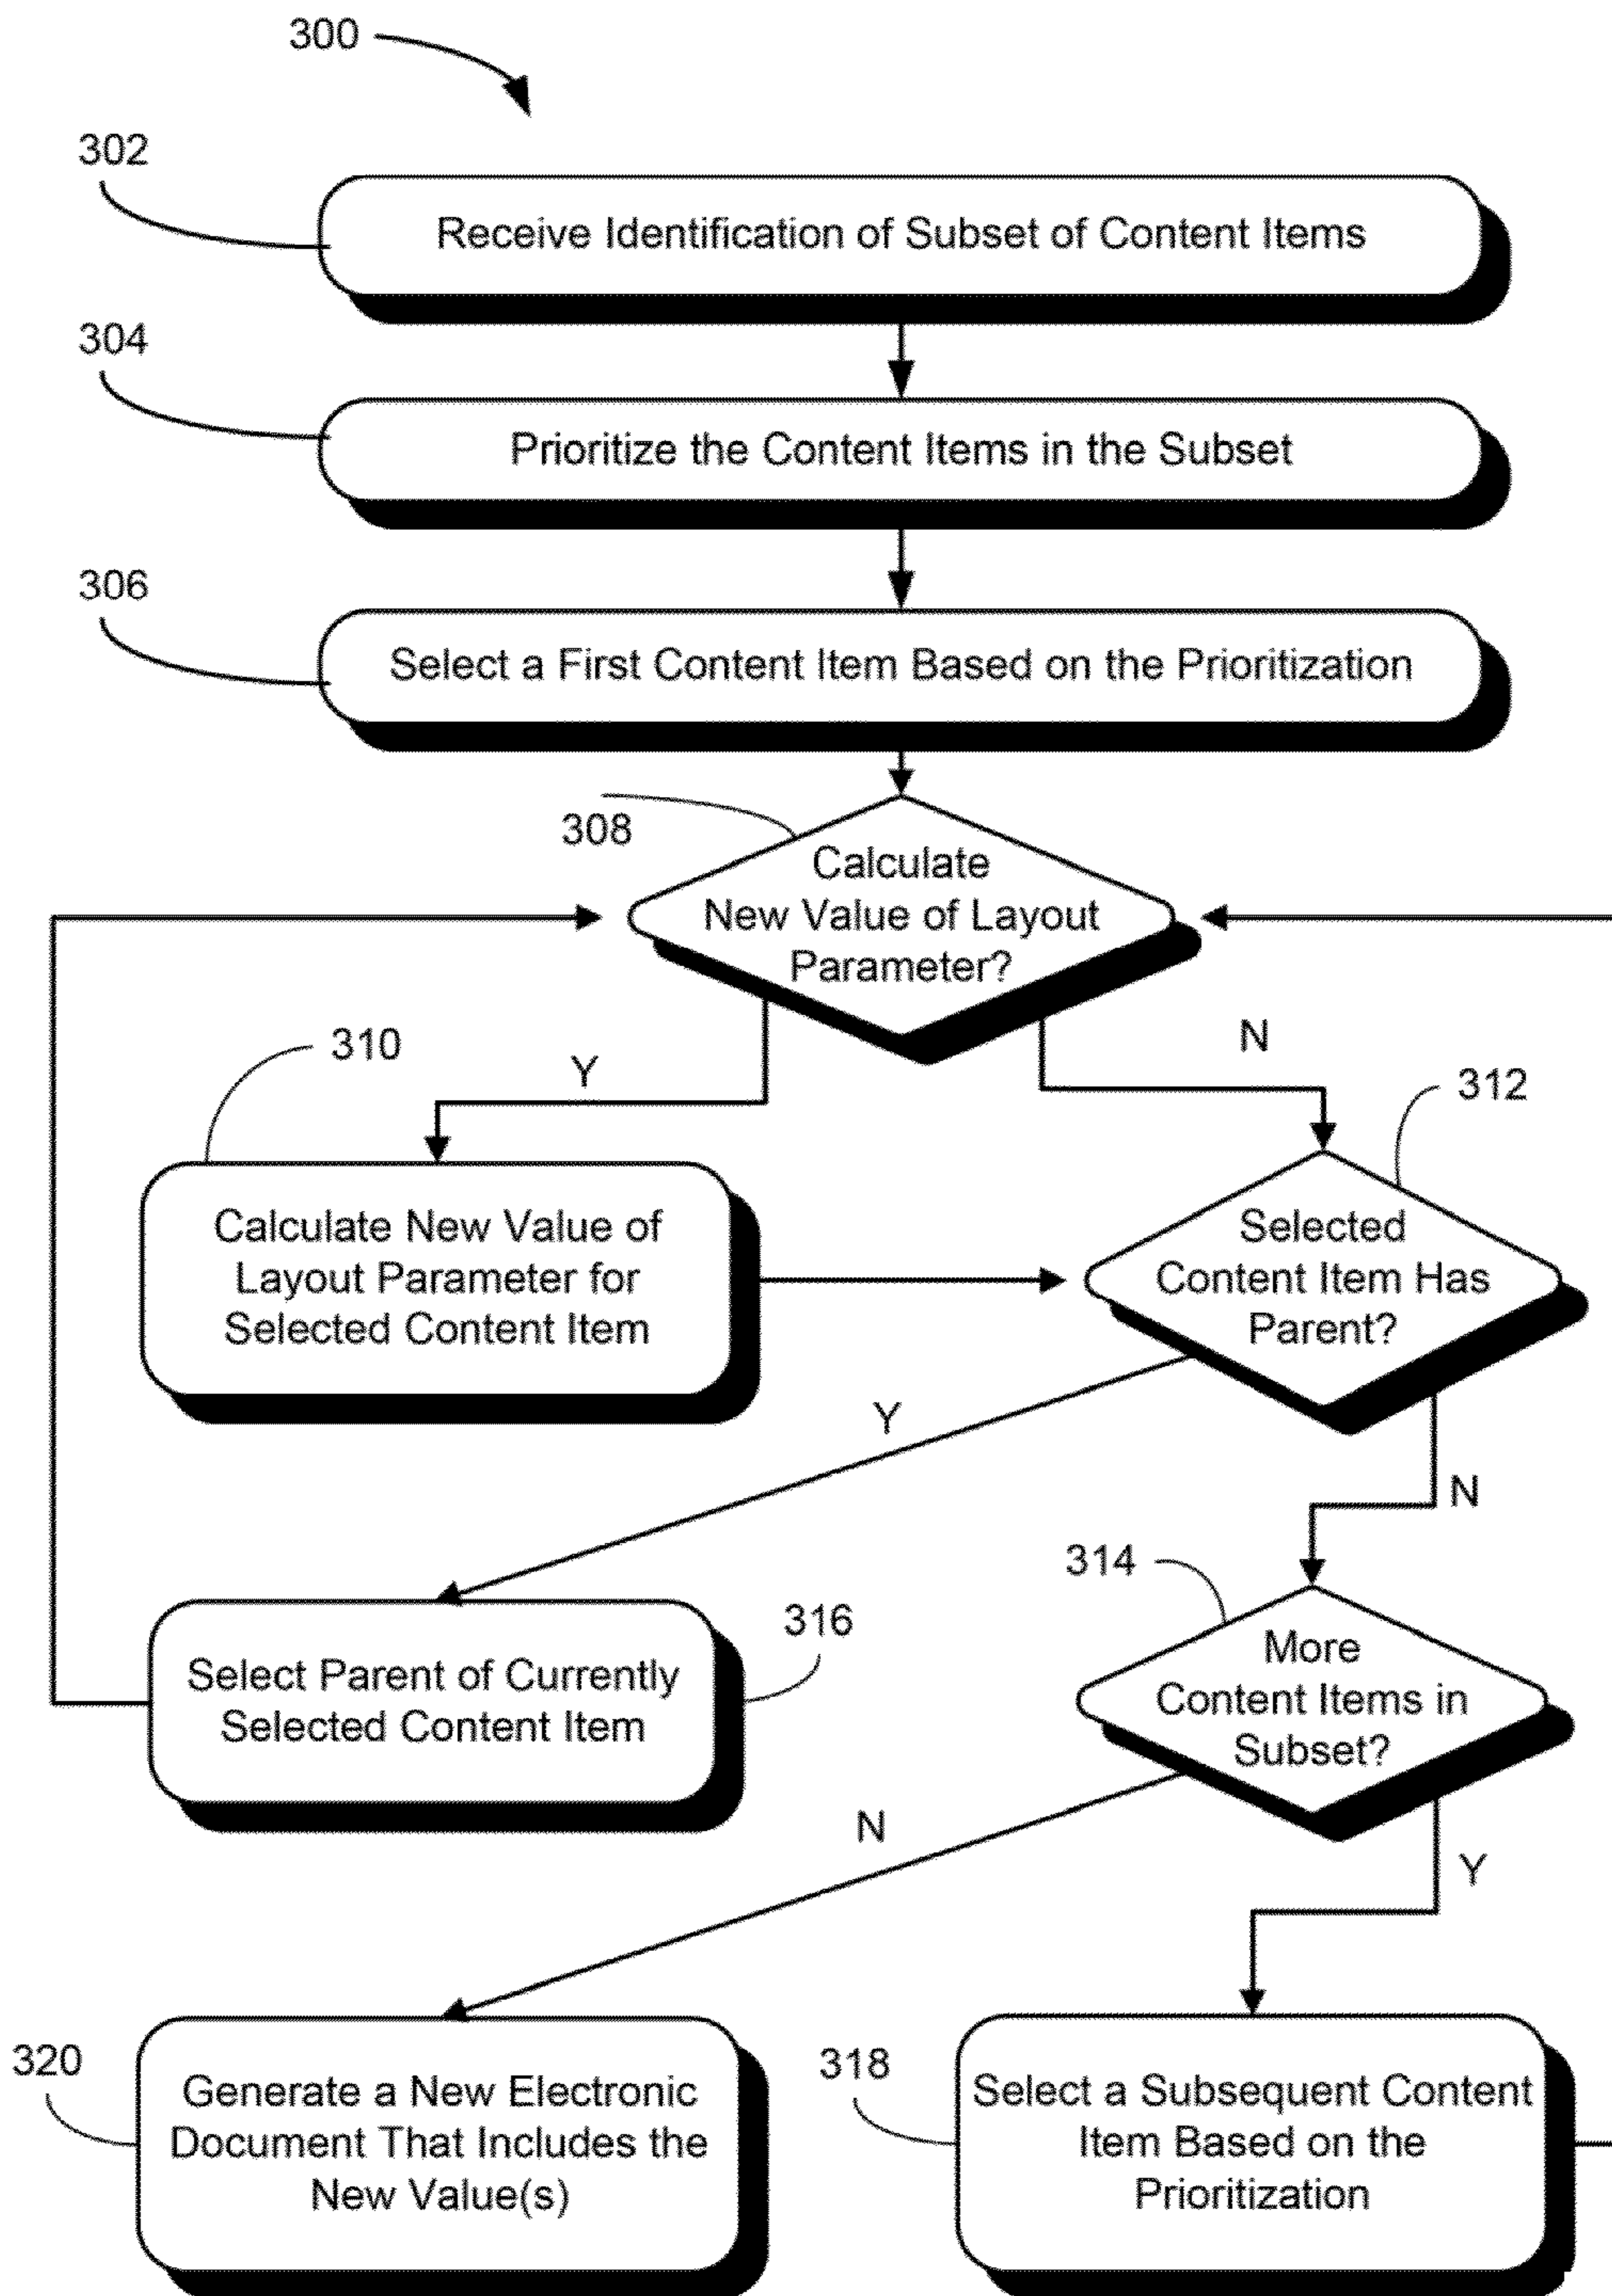 300
302
Receive Identification of Subset of Content Items
304
Prioritize the Content Items in the Subset
306
Select a First Content Item Based on the Prioritization
308
Calculate
New Value of Layout
Parameter?
Y
N
310
Calculate New Value of
Layout Parameter for
Selected Content Item
312
Selected
Content Item Has
Parent?
Y
N
316
Select Parent of Currently
Selected Content Item
314
More
Content Items in
Subset?
N
Y
320
Generate a New Electronic
Document That Includes the
New Value(s)
318
Select a Subsequent Content
Item Based on the
Prioritization